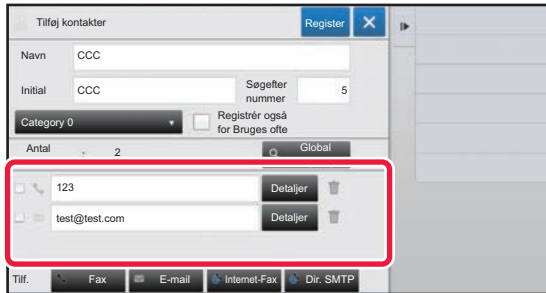 Tilføj kontakter
Register
Navn
CCC
Initial
CCC
Søgefter
nummer
5
Category 0
Registrér også
for Bruges ofte
Antal : 2
Global
123
Detaljer
test@test.com
Detaljer
Tilf.
Fax
E-mail
Internet-Fax
Dir. SMTP